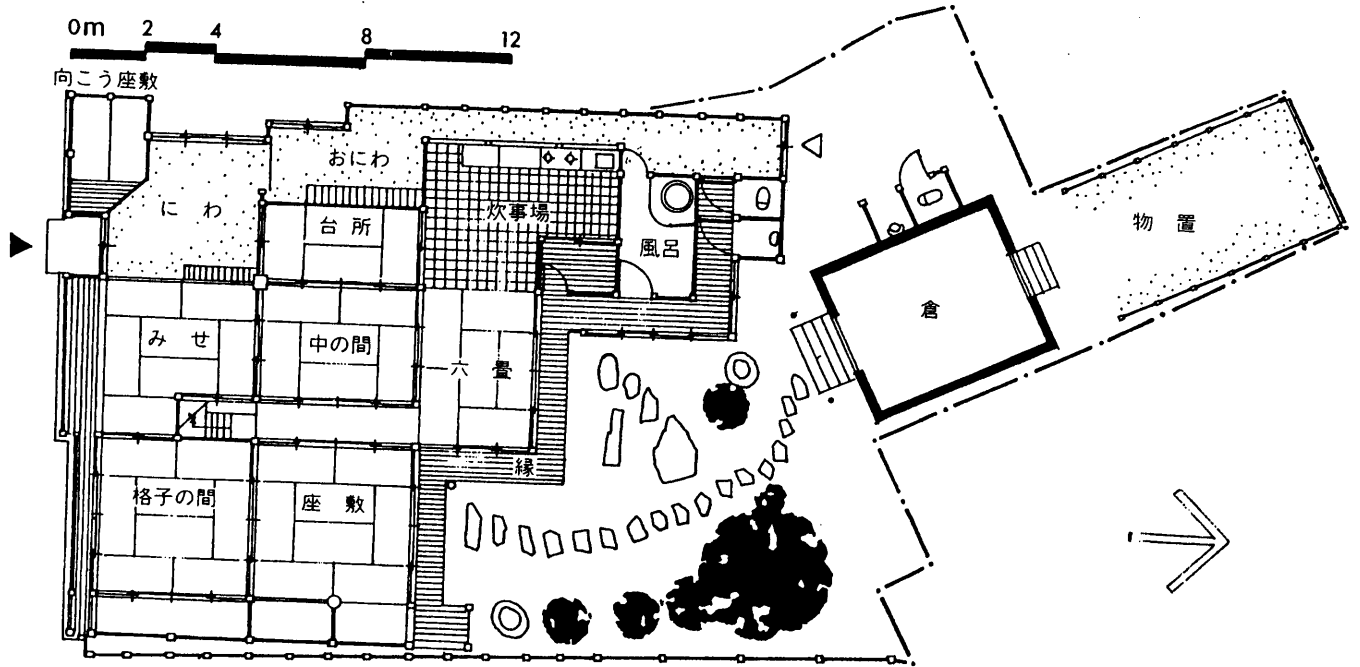 0m 2 4 8 12
向こう座敷
おにわ
にわ
台所
炊事場
風呂
物置
倉
みせ
中の間
六畳
縁
格子の間
座敷